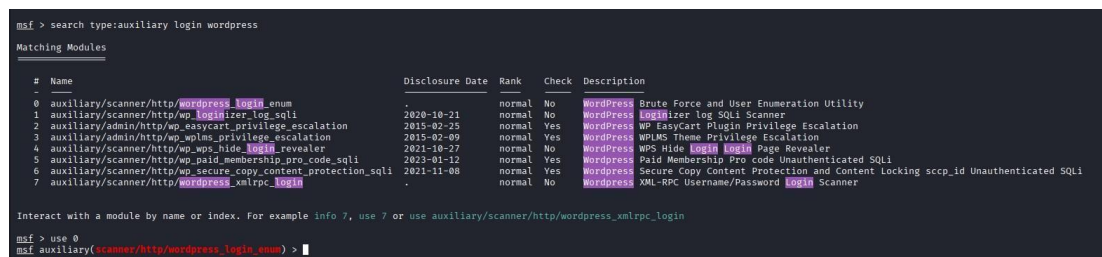 msf > search type:auxiliary login wordpress
Matching Modules
# Name Disclosure Date Rank Check Description
0 auxiliary/scanner/http/wordpress_login_enum . normal No WordPress Brute Force and User Enumeration Utility
1 auxiliary/scanner/http/wp_loginizer_log_sqli 2020-10-21 normal No WordPress Loginizer log SQLi Scanner
2 auxiliary/admin/http/wp_easycart_privilege_escalation 2015-02-25 normal Yes WordPress WP EasyCart Plugin Privilege Escalation
3 auxiliary/admin/http/wp_wplms_privilege_escalation 2015-02-09 normal Yes WordPress WPLMS Theme Privilege Escalation
4 auxiliary/scanner/http/wp_wps_hide_login_revealer 2021-10-27 normal No WordPress WPS Hide Login Login Page Revealer
5 auxiliary/scanner/http/wp_paid_membership_pro_code_sqli 2023-01-12 normal Yes Wordpress Paid Membership Pro code Unauthenticated SQLi
6 auxiliary/scanner/http/wp_secure_copy_content_protection_sqli 2021-11-08 normal Yes Wordpress Secure Copy Content Protection and Content Locking sccp_id Unauthenticated SQLi
7 auxiliary/scanner/http/wordpress_xmlrpc_login . normal No Wordpress XML-RPC Username/Password Login Scanner
Interact with a module by name or index. For example info 7, use 7 or use auxiliary/scanner/http/wordpress_xmlrpc_login
msf > use 0
msf auxiliary(scanner/http/wordpress_login_enum) >